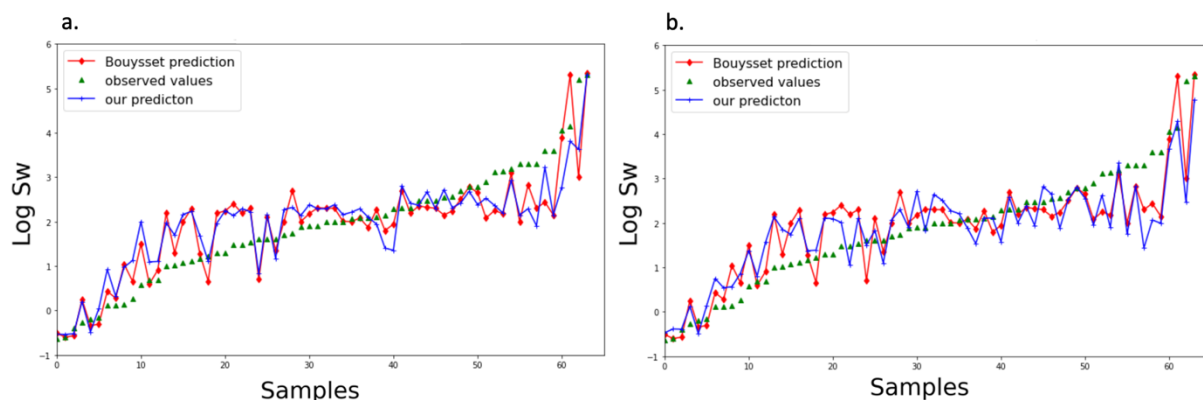 a.
6
5
4
3
2
1
0
−1
Log Sw
Bouysset prediction
observed values
our predicton
0 10 20 30 40 50 60
Samples
b.
6
5
4
3
2
1
0
−1
Log Sw
Bouysset prediction
observed values
our predicton
0 10 20 30 40 50 60
Samples